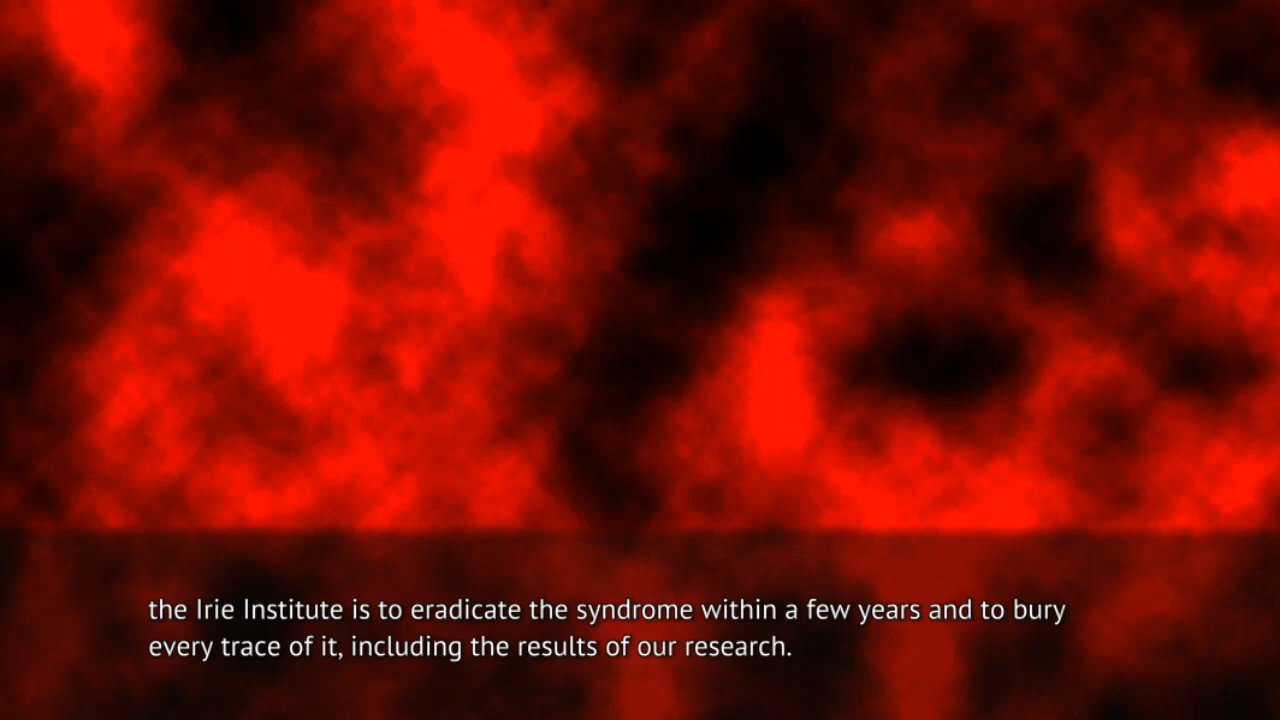 the Irie Institute is to eradicate the syndrome within a few years and to bury
every trace of it, including the results of our research.